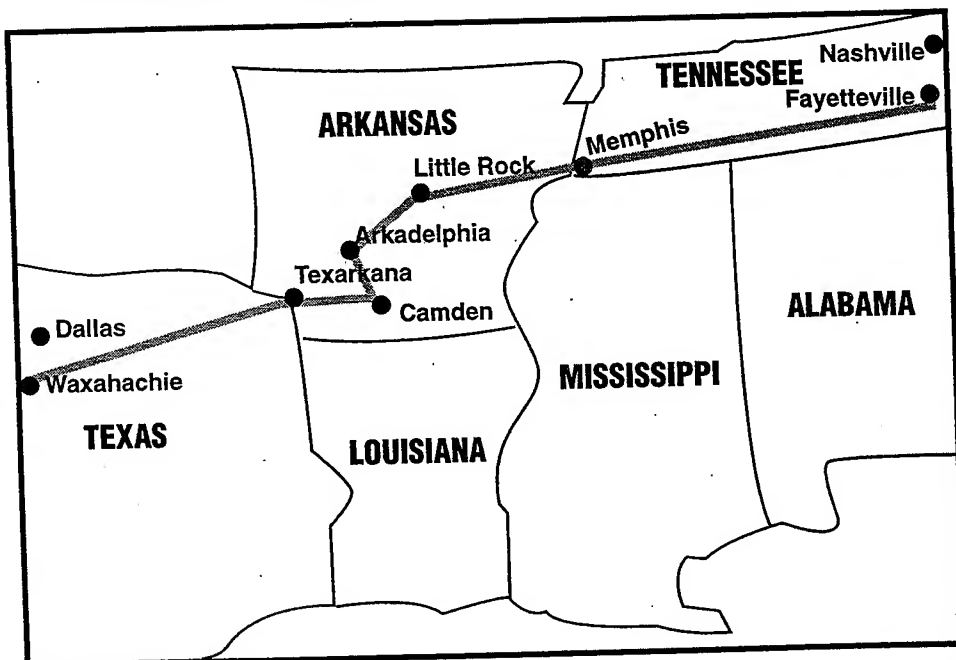 Nashville
TENNESSEE
Fayetteville
ARKANSAS
Memphis
Little Rock
Arkadelphia
Texarkana
Camden
ALABAMA
Dallas
Waxahachie
MISSISSIPPI
TEXAS
LOUISIANA